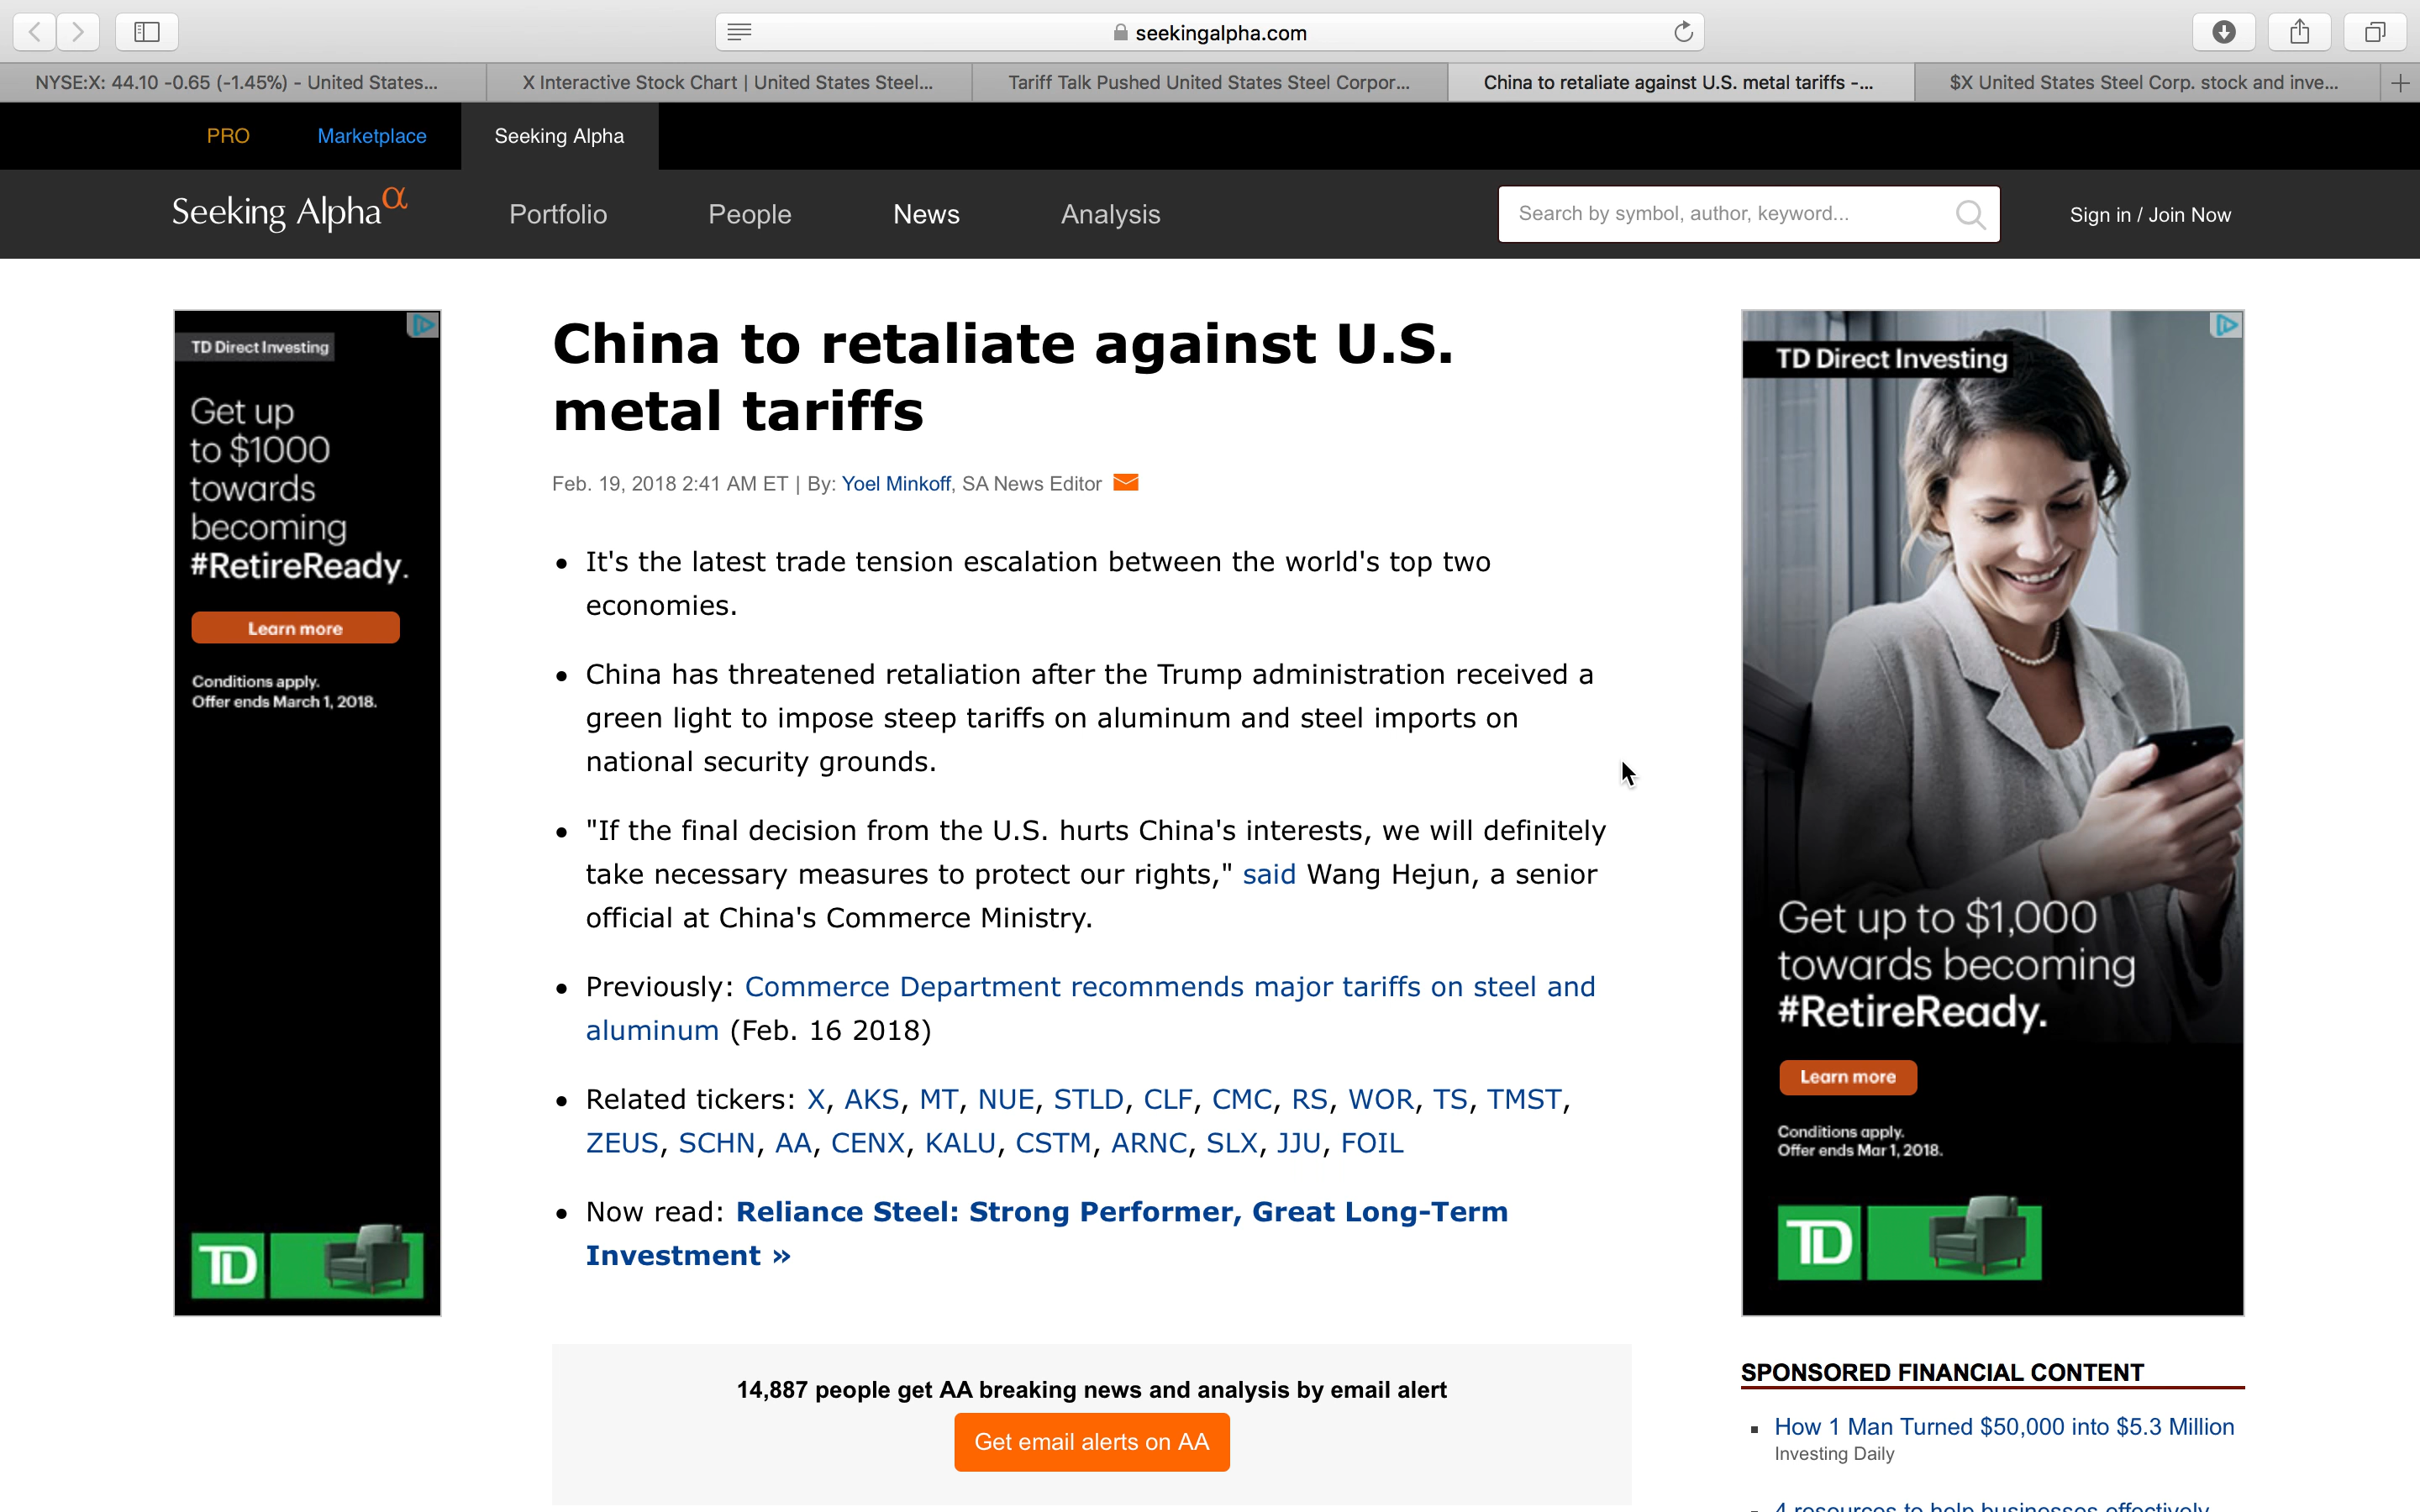 seekingalpha.com
NYSE:X: 44.10 -0.65 (-1.45%) - United States...
X Interactive Stock Chart | United States Steel...
Tariff Talk Pushed United States Steel Corpor...
China to retaliate against U.S. metal tariffs -...
$X United States Steel Corp. stock and inve...
PRO
Marketplace
Seeking Alpha
Seeking Alpha α
Portfolio
People
News
Analysis
Search by symbol, author, keyword...
Sign in / Join Now
TD Direct Investing
Get up
to $1000
towards
becoming
#RetireReady.
Learn more
Conditions apply.
Offer ends March 1, 2018.
TD
China to retaliate against U.S.
metal tariffs
Feb. 19, 2018 2:41 AM ET | By: Yoel Minkoff, SA News Editor
• It's the latest trade tension escalation between the world's top two
economies.
• China has threatened retaliation after the Trump administration received a
green light to impose steep tariffs on aluminum and steel imports on
national security grounds.
• "If the final decision from the U.S. hurts China's interests, we will definitely
take necessary measures to protect our rights," said Wang Hejun, a senior
official at China's Commerce Ministry.
• Previously: Commerce Department recommends major tariffs on steel and
aluminum (Feb. 16 2018)
• Related tickers: X, AKS, MT, NUE, STLD, CLF, CMC, RS, WOR, TS, TMST,
ZEUS, SCHN, AA, CENX, KALU, CSTM, ARNC, SLX, JJU, FOIL
• Now read: Reliance Steel: Strong Performer, Great Long-Term
Investment »
14,887 people get AA breaking news and analysis by email alert
Get email alerts on AA
TD Direct Investing
Get up to $1,000
towards becoming
#RetireReady.
Learn more
Conditions apply.
Offer ends Mar 1, 2018.
TD
SPONSORED FINANCIAL CONTENT
How 1 Man Turned $50,000 into $5.3 Million
Investing Daily
4 resources to help businesses effectively